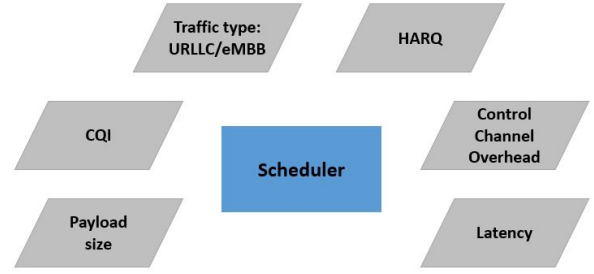 Traffic type:
URLLC/eMBB
HARQ
CQI
Control
Channel
Overhead
Scheduler
Payload
size
Latency